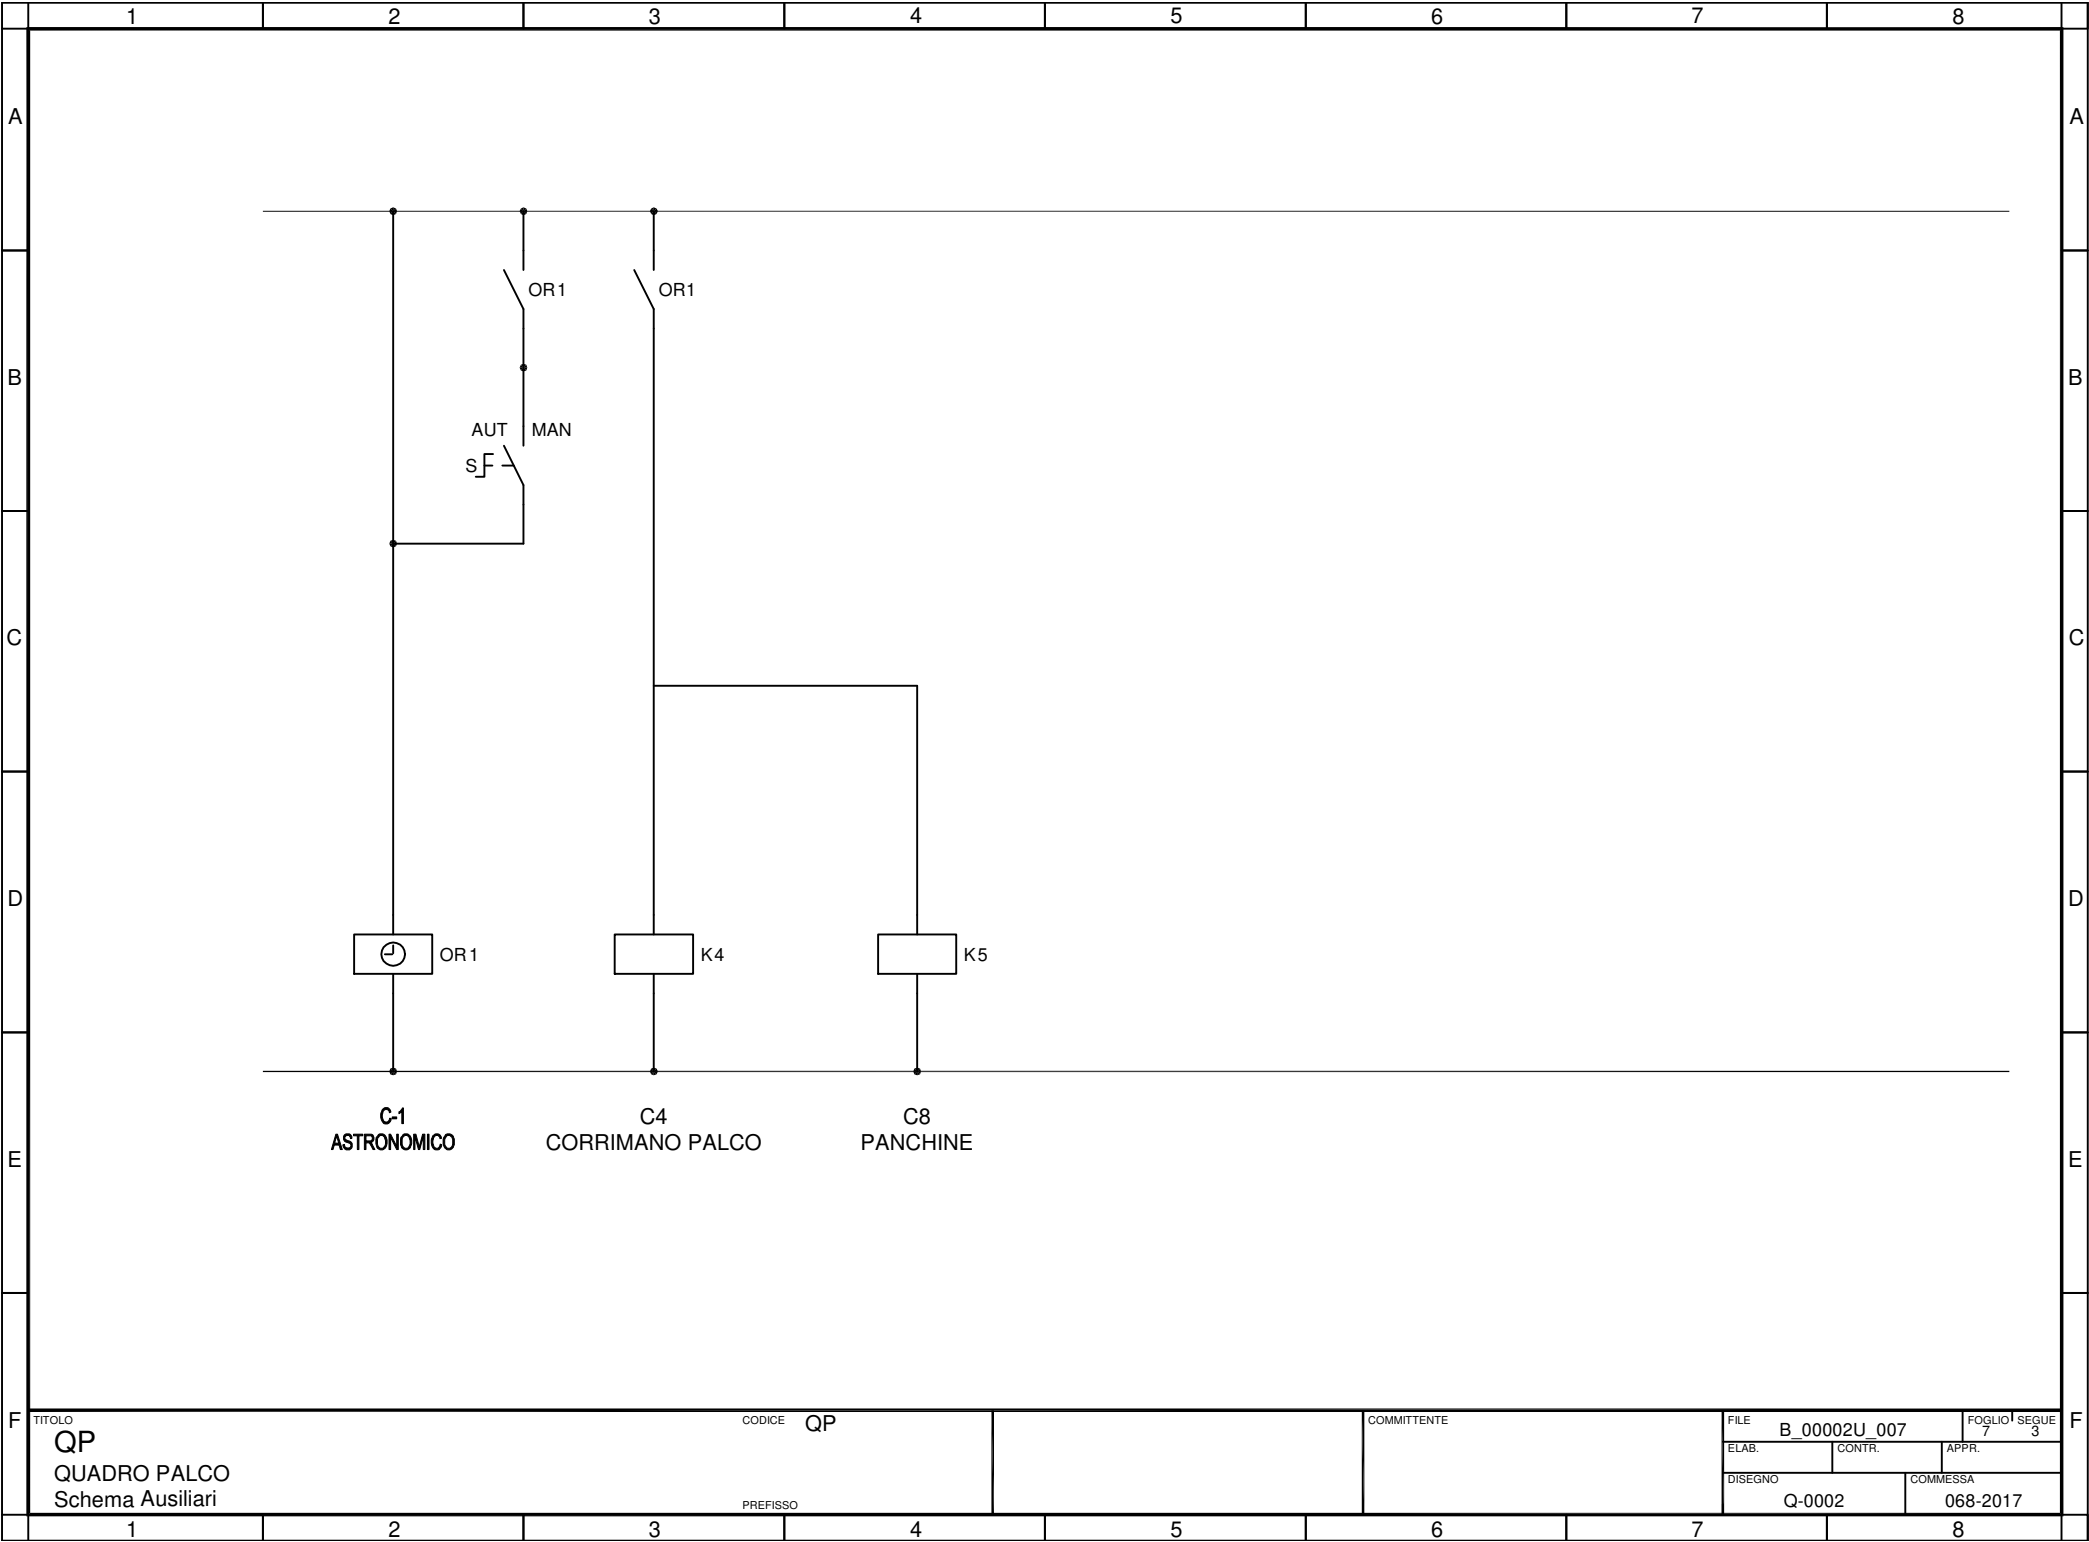 1 2 3 4 5 6 7 8
A A
OR1 OR1
B B
AUT MAN
S
C C
D D
OR1 K4 K5
C-1 C4 C8
ASTRONOMICO CORRIMANO PALCO PANCHINE
E E
F F
TITOLO CODICE QP COMMITTENTE FILE B_00002U_007 FOGLIO SEGUE
QP 7 3
ELAB. CONTR. APPR.
QUADRO PALCO
DISEGNO COMMESSA
Schema Ausiliari PREFISSO Q-0002 068-2017
1 2 3 4 5 6 7 8